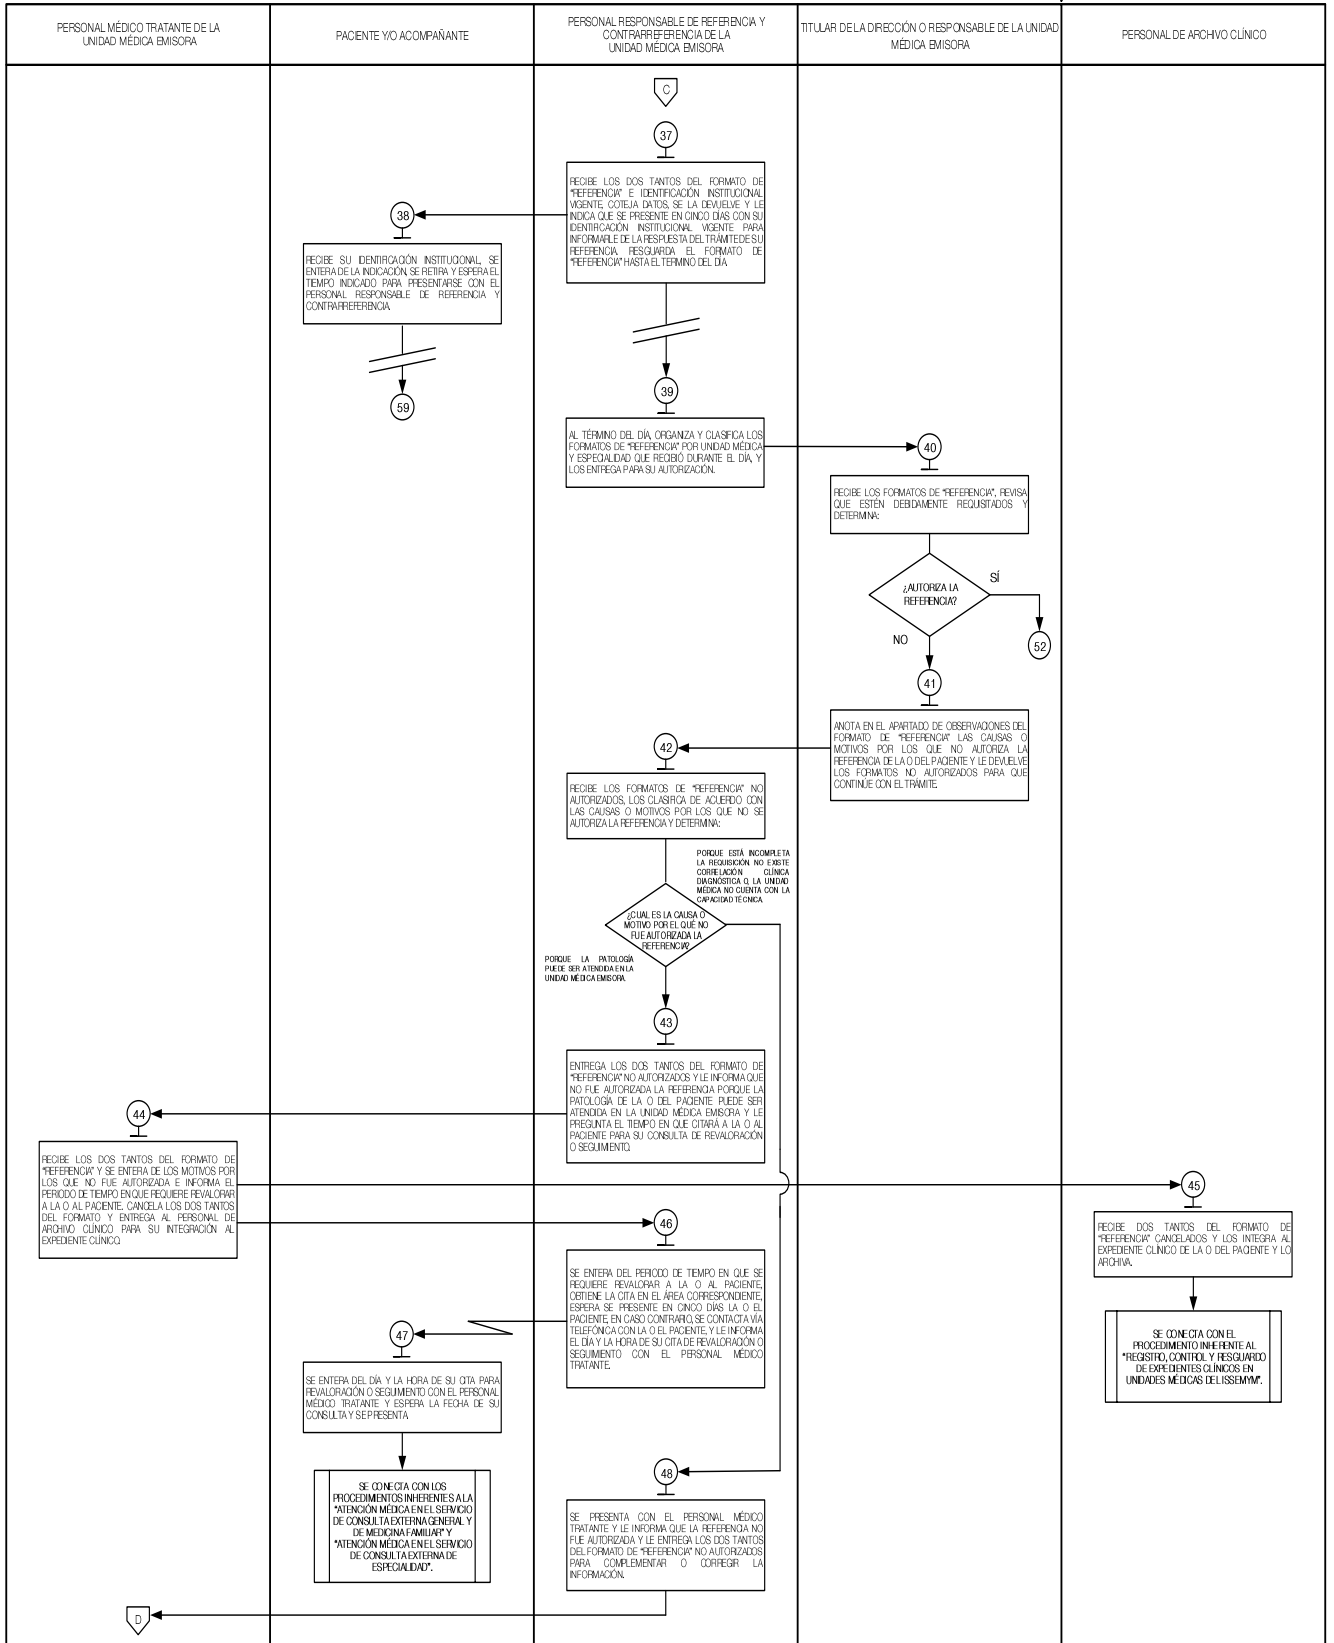 PERSONAL MÉDICO TRATANTE DE LA
UNIDAD MÉDICA EMISORA
PACIENTE Y/O ACOMPAÑANTE
PERSONAL RESPONSABLE DE REFERENCIA Y
CONTRARREFERENCIA DE LA
UNIDAD MÉDICA EMISORA
TITULAR DE LA DIRECCIÓN O RESPONSABLE DE LA UNIDAD
MÉDICA EMISORA
PERSONAL DE ARCHIVO CLÍNICO
C
37
RECIBE LOS DOS TANTOS DEL FORMATO DE
"REFERENCIA" E IDENTIFICACIÓN INSTITUCIONAL
VIGENTE, COTEJA DATOS, SE LA DEVUELVE Y LE
INDICA QUE SE PRESENTE EN CINCO DÍAS CON SU
IDENTIFICACIÓN INSTITUCIONAL VIGENTE PARA
INFORMARLE DE LA RESPUESTA DEL TRÁMITE DE SU
REFERENCIA. RESGUARDA EL FORMATO DE
"REFERENCIA" HASTA EL TERMINO DEL DÍA.
38
RECIBE SU IDENTIFICACIÓN INSTITUCIONAL, SE
ENTERA DE LA INDICACIÓN, SE RETIRA Y ESPERA EL
TIEMPO INDICADO PARA PRESENTARSE CON EL
PERSONAL RESPONSABLE DE REFERENCIA Y
CONTRARREFERENCIA.
59
39
AL TÉRMINO DEL DÍA, ORGANIZA Y CLASIFICA LOS
FORMATOS DE "REFERENCIA" POR UNIDAD MÉDICA
Y ESPECIALIDAD QUE RECIBIÓ DURANTE EL DÍA, Y
LOS ENTREGA PARA SU AUTORIZACIÓN.
40
RECIBE LOS FORMATOS DE "REFERENCIA", REVISA
QUE ESTÉN DEBIDAMENTE REQUISITADOS Y
DETERMINA:
¿AUTORIZA LA
REFERENCIA?
SÍ
NO
52
41
ANOTA EN EL APARTADO DE OBSERVACIONES DEL
FORMATO DE "REFERENCIA" LAS CAUSAS O
MOTIVOS POR LOS QUE NO AUTORIZA LA
REFERENCIA DE LA O DEL PACIENTE Y LE DEVUELVE
LOS FORMATOS NO AUTORIZADOS PARA QUE
CONTINÚE CON EL TRÁMITE.
42
RECIBE LOS FORMATOS DE "REFERENCIA" NO
AUTORIZADOS, LOS CLASIFICA DE ACUERDO CON
LAS CAUSAS O MOTIVOS POR LOS QUE NO SE
AUTORIZA LA REFERENCIA Y DETERMINA:
PORQUE ESTÁ INCOMPLETA
LA REQUISICIÓN, NO EXISTE
CORRELACIÓN CLÍNICA
DIAGNÓSTICA O, LA UNIDAD
MÉDICA NO CUENTA CON LA
CAPACIDAD TÉCNICA.
¿CUAL ES LA CAUSA O
MOTIVO POR EL QUÉ NO
FUE AUTORIZADA LA
REFERENCIA?
PORQUE LA PATOLOGÍA
PUEDE SER ATENDIDA EN LA
UNIDAD MÉDICA EMISORA.
43
ENTREGA LOS DOS TANTOS DEL FORMATO DE
"REFERENCIA" NO AUTORIZADOS Y LE INFORMA QUE
NO FUE AUTORIZADA LA REFERENCIA PORQUE LA
PATOLOGÍA DE LA O DEL PACIENTE PUEDE SER
ATENDIDA EN LA UNIDAD MÉDICA EMISORA Y LE
PREGUNTA EL TIEMPO EN QUE CITARÁ A LA O AL
PACIENTE PARA SU CONSULTA DE REVALORACIÓN
O SEGUIMIENTO.
44
RECIBE LOS DOS TANTOS DEL FORMATO DE
"REFERENCIA" Y SE ENTERA DE LOS MOTIVOS POR
LOS QUE NO FUE AUTORIZADA E INFORMA EL
PERIODO DE TIEMPO EN QUE REQUIERE REVALORAR
A LA O AL PACIENTE. CANCELA LOS DOS TANTOS
DEL FORMATO Y ENTREGA AL PERSONAL DE
ARCHIVO CLÍNICO PARA SU INTEGRACIÓN AL
EXPEDIENTE CLÍNICO.
45
RECIBE DOS TANTOS DEL FORMATO DE
"REFERENCIA" CANCELADOS Y LOS INTEGRA AL
EXPEDIENTE CLÍNICO DE LA O DEL PACIENTE Y LO
ARCHIVA.
SE CONECTA CON EL
PROCEDIMIENTO INHERENTE AL
"REGISTRO, CONTROL Y RESGUARDO
DE EXPEDIENTES CLÍNICOS EN
UNIDADES MÉDICAS DEL ISSEMYM".
46
SE ENTERA DEL PERIODO DE TIEMPO EN QUE SE
REQUIERE REVALORAR A LA O AL PACIENTE,
OBTIENE LA CITA EN EL ÁREA CORRESPONDIENTE,
ESPERA SE PRESENTE EN CINCO DÍAS LA O EL
PACIENTE, EN CASO CONTRARIO, SE CONTACTA VÍA
TELEFÓNICA CON LA O EL PACIENTE, Y LE INFORMA
EL DÍA Y LA HORA DE SU CITA DE REVALORACIÓN O
SEGUIMIENTO CON EL PERSONAL MÉDICO
TRATANTE.
47
SE ENTERA DEL DÍA Y LA HORA DE SU CITA PARA
REVALORACIÓN O SEGUIMIENTO CON EL PERSONAL
MÉDICO TRATANTE Y ESPERA LA FECHA DE SU
CONSULTA Y SE PRESENTA.
SE CONECTA CON LOS
PROCEDIMIENTOS INHERENTES A LA
"ATENCIÓN MÉDICA EN EL SERVICIO
DE CONSULTA EXTERNA GENERAL Y
DE MEDICINA FAMILIAR" Y
"ATENCIÓN MÉDICA EN EL SERVICIO
DE CONSULTA EXTERNA DE
ESPECIALIDAD".
48
SE PRESENTA CON EL PERSONAL MÉDICO
TRATANTE Y LE INFORMA QUE LA REFERENCIA NO
FUE AUTORIZADA Y LE ENTREGA LOS DOS TANTOS
DEL FORMATO DE "REFERENCIA" NO AUTORIZADOS
PARA COMPLEMENTAR O CORREGIR LA
INFORMACIÓN.
D